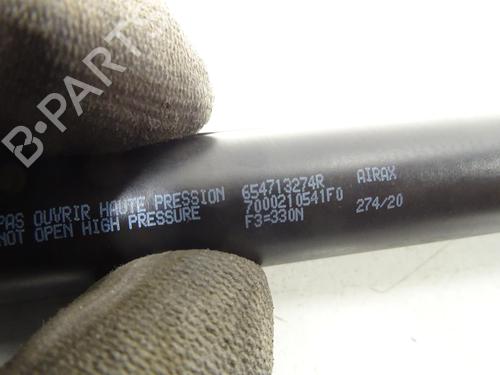 PAS OUVRIR HAUTE PRESSION 654713274R AIRAX
NOT OPEN HIGH PRESSURE 7000210541F0
F3=330N 274/20
B-PARTS